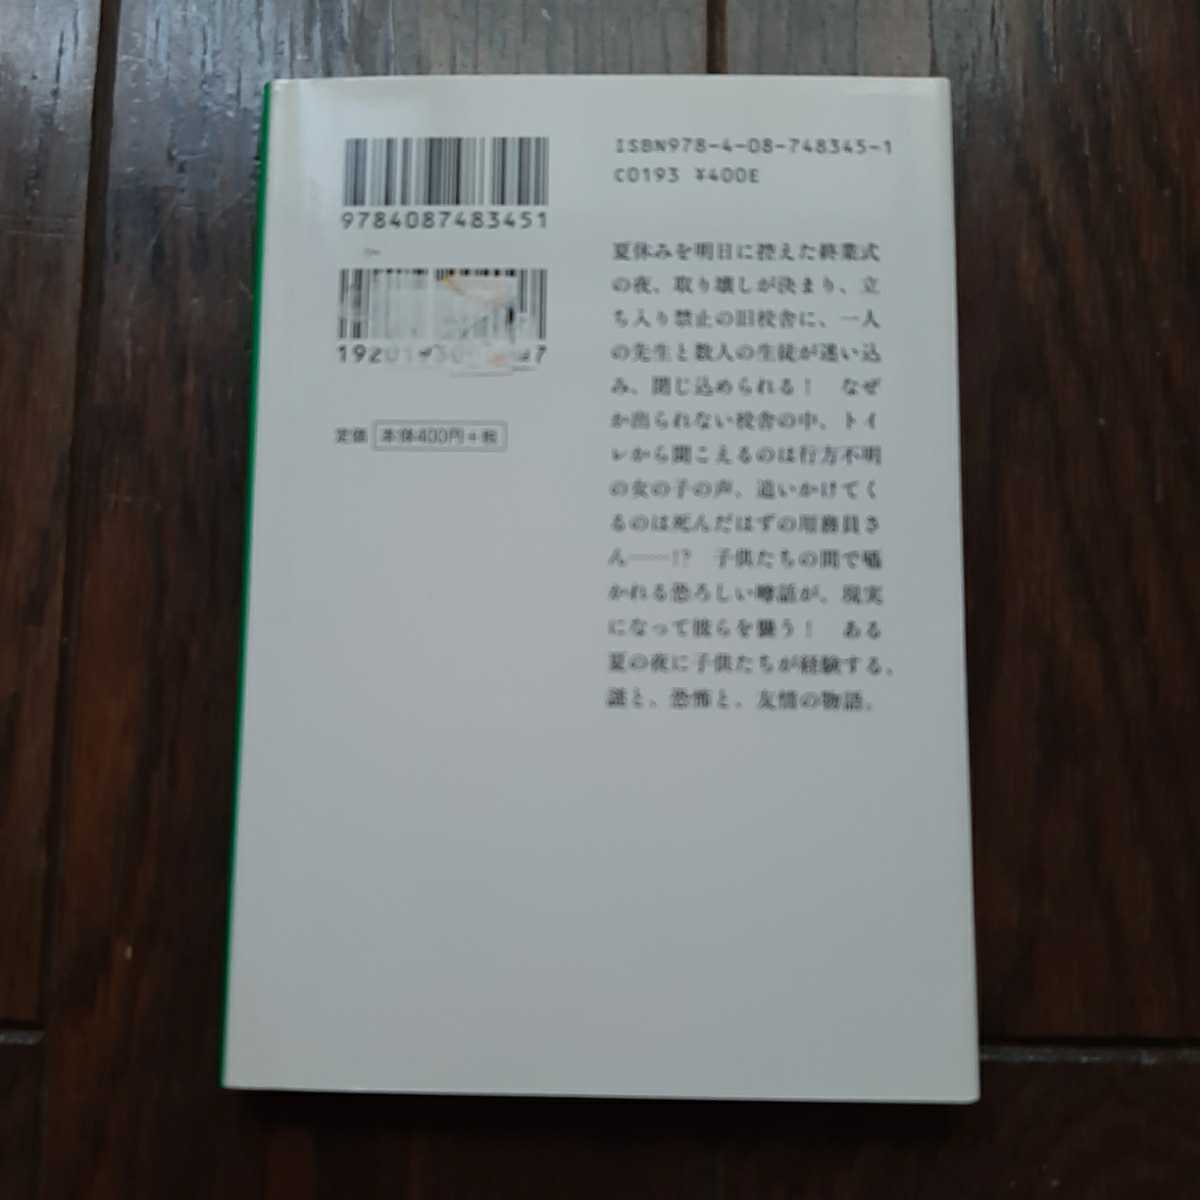 9784087483451
定価 本体400円+税
ISBN978-4-08-748345-1
C0193 ¥400E
夏休みを明日に控えた終業式
の夜、取り壊しが決まり、立
ち入り禁止の旧校舎に、一人
の先生と数人の生徒が迷い込
み、閉じ込められる! なぜ
か出られない校舎の中、トイ
レから聞こえるのは行方不明
の女の子の声、追いかけてく
るのは死んだはずの用務員さ
ん――!? 子供たちの間で囁
かれる恐ろしい噂話が、現実
になって彼らを襲う! ある
夏の夜に子供たちが経験する、
謎と、恐怖と、友情の物語。